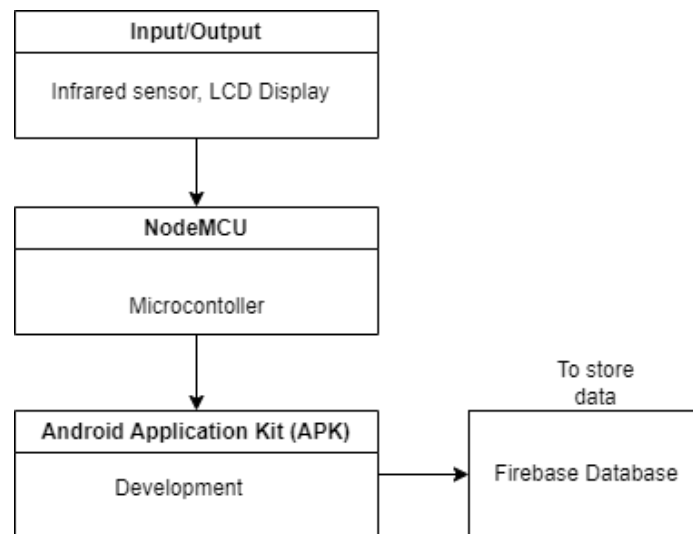 Input/Output
Infrared sensor, LCD Display
NodeMCU
Microcontoller
To store
data
Android Application Kit (APK)
Development
Firebase Database